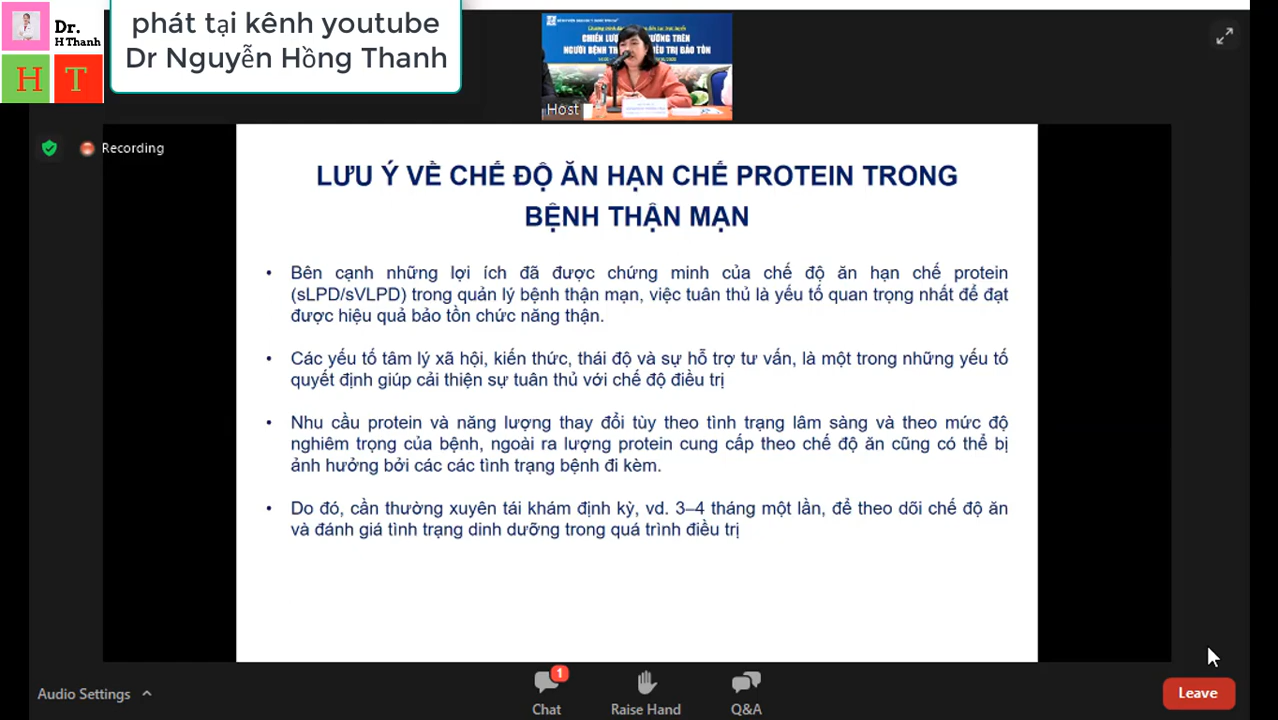 Dr.
H Thanh
H T
phát tại kênh youtube
Dr Nguyễn Hồng Thanh
NGƯỜI BỆNH
Host
Recording
LƯU Ý VỀ CHẾ ĐỘ ĂN HẠN CHẾ PROTEIN TRONG
BỆNH THẬN MẠN
• Bên cạnh những lợi ích đã được chứng minh của chế độ ăn hạn chế protein
(sLPD/sVLPD) trong quản lý bệnh thận mạn, việc tuân thủ là yếu tố quan trọng nhất để đạt
được hiệu quả bảo tồn chức năng thận.
• Các yếu tố tâm lý xã hội, kiến thức, thái độ và sự hỗ trợ tư vấn, là một trong những yếu tố
quyết định giúp cải thiện sự tuân thủ với chế độ điều trị
• Nhu cầu protein và năng lượng thay đổi tùy theo tình trạng lâm sàng và theo mức độ
nghiêm trọng của bệnh, ngoài ra lượng protein cung cấp theo chế độ ăn cũng có thể bị
ảnh hưởng bởi các các tình trạng bệnh đi kèm.
• Do đó, cần thường xuyên tái khám định kỳ, vd. 3–4 tháng một lần, để theo dõi chế độ ăn
và đánh giá tình trạng dinh dưỡng trong quá trình điều trị
Audio Settings
1
Chat
Raise Hand
Q&A
Leave